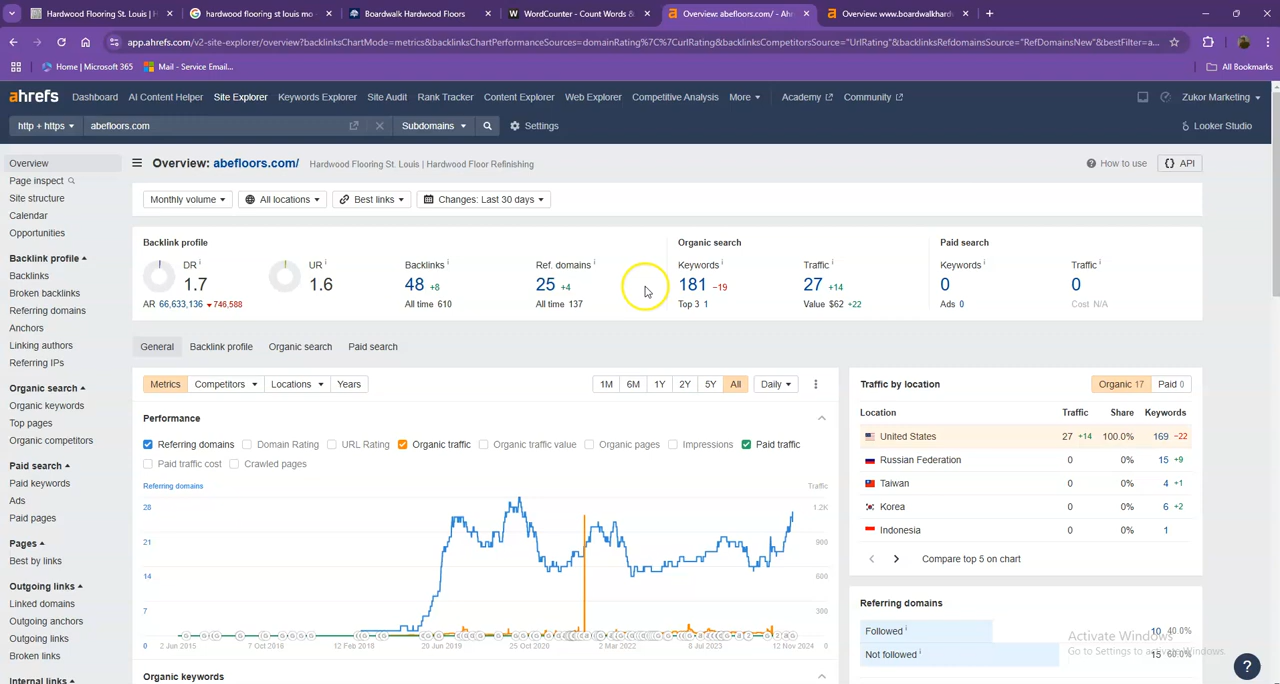 Hardwood Flooring St. Louis | H
hardwood flooring st louis mo
Boardwalk Hardwood Floors
WordCounter - Count Words &
Overview: abefloors.com/ - Ahr
Overview: www.boardwalkhard
app.ahrefs.com/v2-site-explorer/overview?backlinksChartMode=metrics&backlinksChartPerformanceSources=domainRating%7C%7CurlRating&backlinksCompetitorsSource="UrlRating"&backlinksRefdomainsSource="RefDomainsNew"&bestFilter=a...
Home | Microsoft 365
Mail - Service Email...
All Bookmarks
ahrefs Dashboard AI Content Helper Site Explorer Keywords Explorer Site Audit Rank Tracker Content Explorer Web Explorer Competitive Analysis More Academy Community Zukor Marketing
http + https abefloors.com Subdomains Settings Looker Studio
Overview
Page inspect
Site structure
Calendar
Opportunities
Backlink profile
Backlinks
Broken backlinks
Referring domains
Anchors
Linking authors
Referring IPs
Organic search
Organic keywords
Top pages
Organic competitors
Paid search
Paid keywords
Ads
Paid pages
Pages
Best by links
Outgoing links
Linked domains
Outgoing anchors
Outgoing links
Broken links
Internal links
Overview: abefloors.com/ Hardwood Flooring St. Louis | Hardwood Floor Refinishing How to use {} API
Monthly volume All locations Best links Changes: Last 30 days
Backlink profile
DR i
1.7
AR 66,633,136 746,588
UR i
1.6
Backlinks i
48 +8
All time 610
Ref. domains i
25 +4
All time 137
Organic search
Keywords i
181 −19
Top 3 1
Traffic i
27 +14
Value $62 +22
Paid search
Keywords i
0
Ads 0
Traffic i
0
Cost N/A
General Backlink profile Organic search Paid search
Metrics Competitors Locations Years 1M 6M 1Y 2Y 5Y All Daily
Performance
Referring domains Domain Rating URL Rating Organic traffic Organic traffic value Organic pages Impressions Paid traffic
Paid traffic cost Crawled pages
Referring domains Traffic
28 1.2K
21 900
14 600
7 300
0 2 Jun 2015 7 Oct 2016 12 Feb 2018 20 Jun 2019 25 Oct 2020 2 Mar 2022 8 Jul 2023 12 Nov 2024 0
Organic keywords
Traffic by location Organic 17 Paid 0
Location Traffic Share Keywords
United States 27 +14 100.0% 169 −22
Russian Federation 0 0% 15 +9
Taiwan 0 0% 4 +1
Korea 0 0% 6 +2
Indonesia 0 0% 1
Compare top 5 on chart
Referring domains
Followed i 10 40.0%
Not followed i 15 60.0%
Activate Windows
Go to Settings to activate Windows.
?